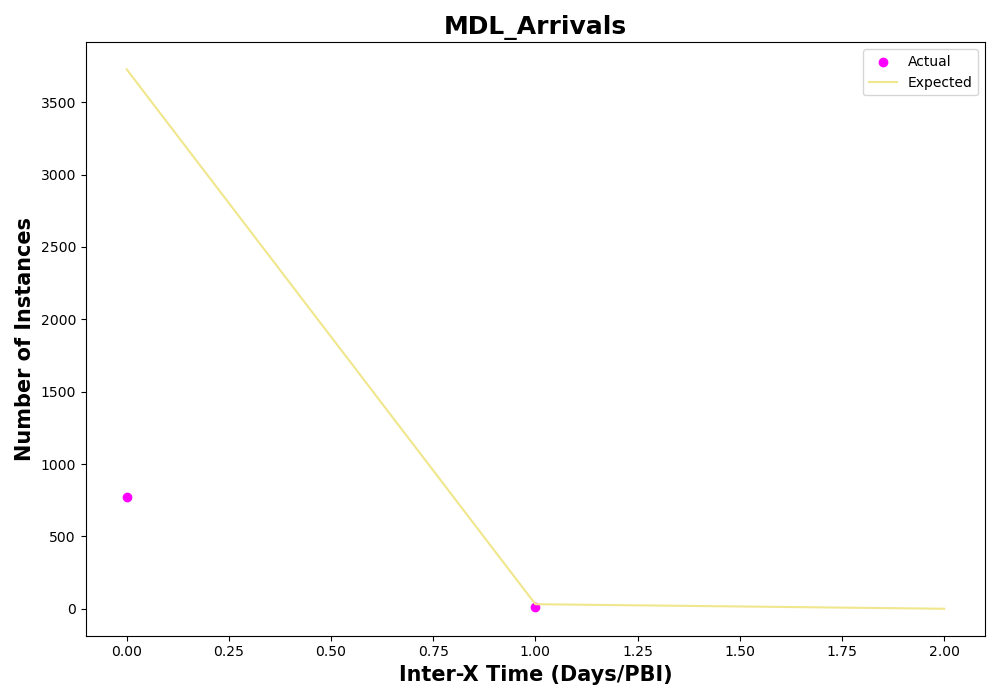 MDL_Arrivals
Actual
Expected
Number of Instances
3500
3000
2500
2000
1500
1000
500
0
0.00 0.25 0.50 0.75 1.00 1.25 1.50 1.75 2.00
Inter-X Time (Days/PBI)